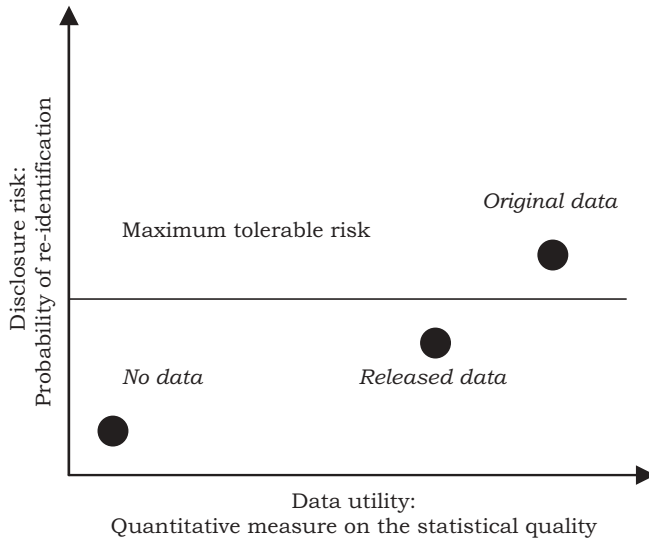 Disclosure risk:
Probability of re-identification
Original data
Maximum tolerable risk
No data
Released data
Data utility:
Quantitative measure on the statistical quality